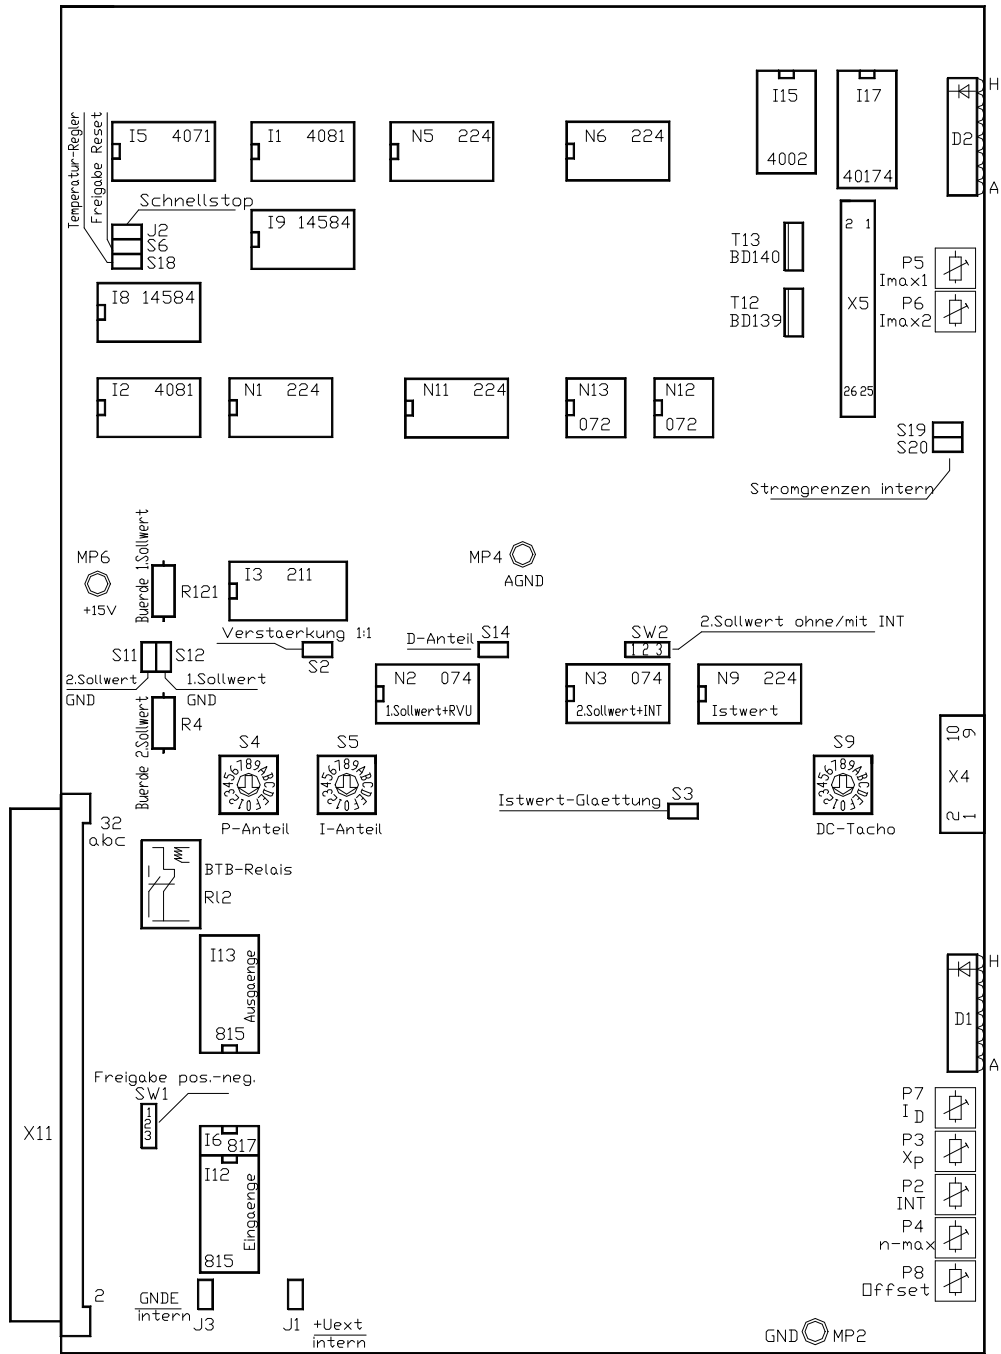 H
I15
I17
D2
4002
40174
A
Temperatur-Regler
Freigabe Reset
I5 4071
I1 4081
N5 224
N6 224
Schnellstop
J2
S6
S18
I9 14584
I8 14584
T13
BD140
T12
BD139
2 1
X5
26 25
P5
Imax1
P6
Imax2
I2 4081
N1 224
N11 224
N13
072
N12
072
S19
S20
Stromgrenzen intern
MP6
+15V
Buerde 1.Sollwert
R121
I3 211
MP4
AGND
Verstaerkung 1:1
S2
D-Anteil
S14
SW2
1 2 3
2.Sollwert ohne/mit INT
S11
S12
2.Sollwert
GND
1.Sollwert
GND
N2 074
1.Sollwert+RVU
N3 074
2.Sollwert+INT
N9 224
Istwert
Buerde 2.Sollwert
R4
S4
0123456789ABCDEF
P-Anteil
S5
0123456789ABCDEF
I-Anteil
Istwert-Glaettung
S3
S9
0123456789ABCDEF
DC-Tacho
10
9
X4
2
1
32
abc
BTB-Relais
Rl2
I13
Ausgaenge
815
H
D1
A
Freigabe pos.-neg.
SW1
1
2
3
X11
I6
817
I12
Eingaenge
815
P7
I D
P3
XP
P2
INT
P4
n-max
P8
Offset
2
GNDE
intern
J3
J1
+Uext
intern
GND
MP2